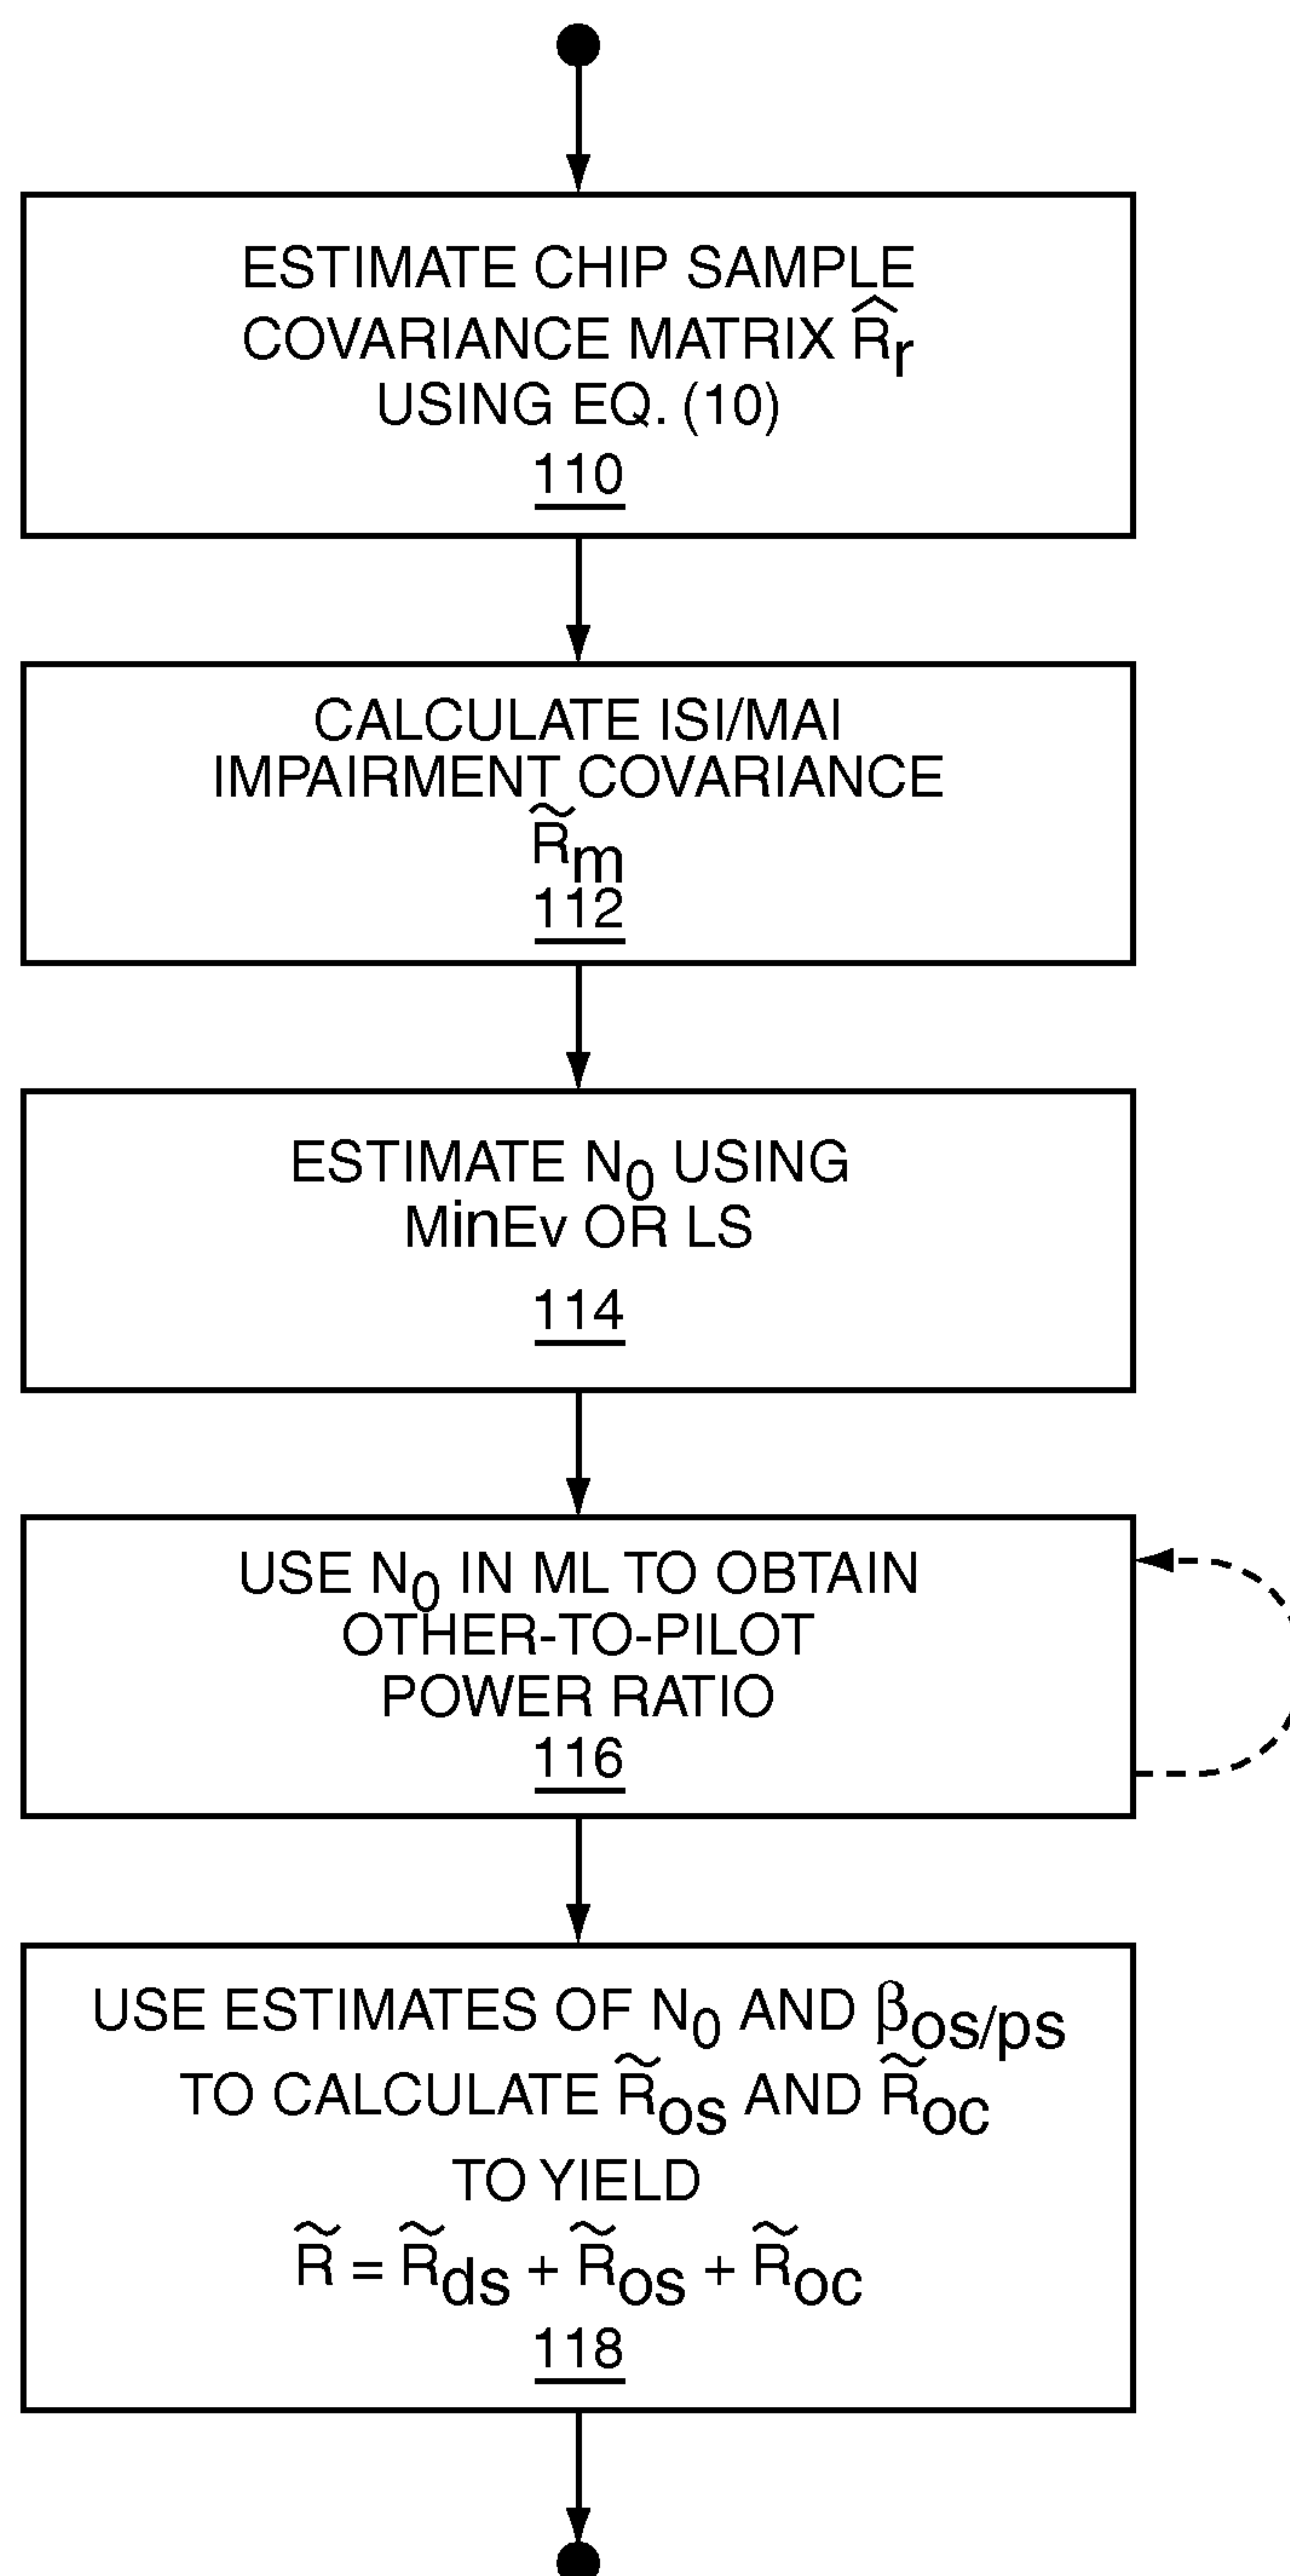 ESTIMATE CHIP SAMPLE
COVARIANCE MATRIX R̂r
USING EQ. (10)
110
CALCULATE ISI/MAI
IMPAIRMENT COVARIANCE
R̃m
112
ESTIMATE N0 USING
MinEv OR LS
114
USE N0 IN ML TO OBTAIN
OTHER-TO-PILOT
POWER RATIO
116
USE ESTIMATES OF N0 AND βos/ps
TO CALCULATE R̃os AND R̃oc
TO YIELD
R̃ = R̃ds + R̃os + R̃oc
118